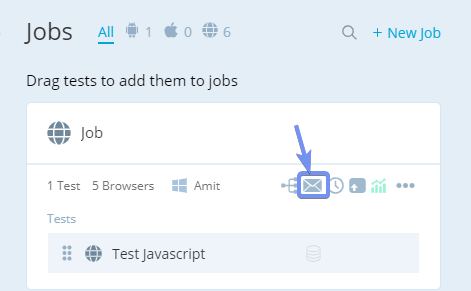 Jobs All 1 0 6 + New Job
Drag tests to add them to jobs
Job
1 Test 5 Browsers Amit
Tests
Test Javascript